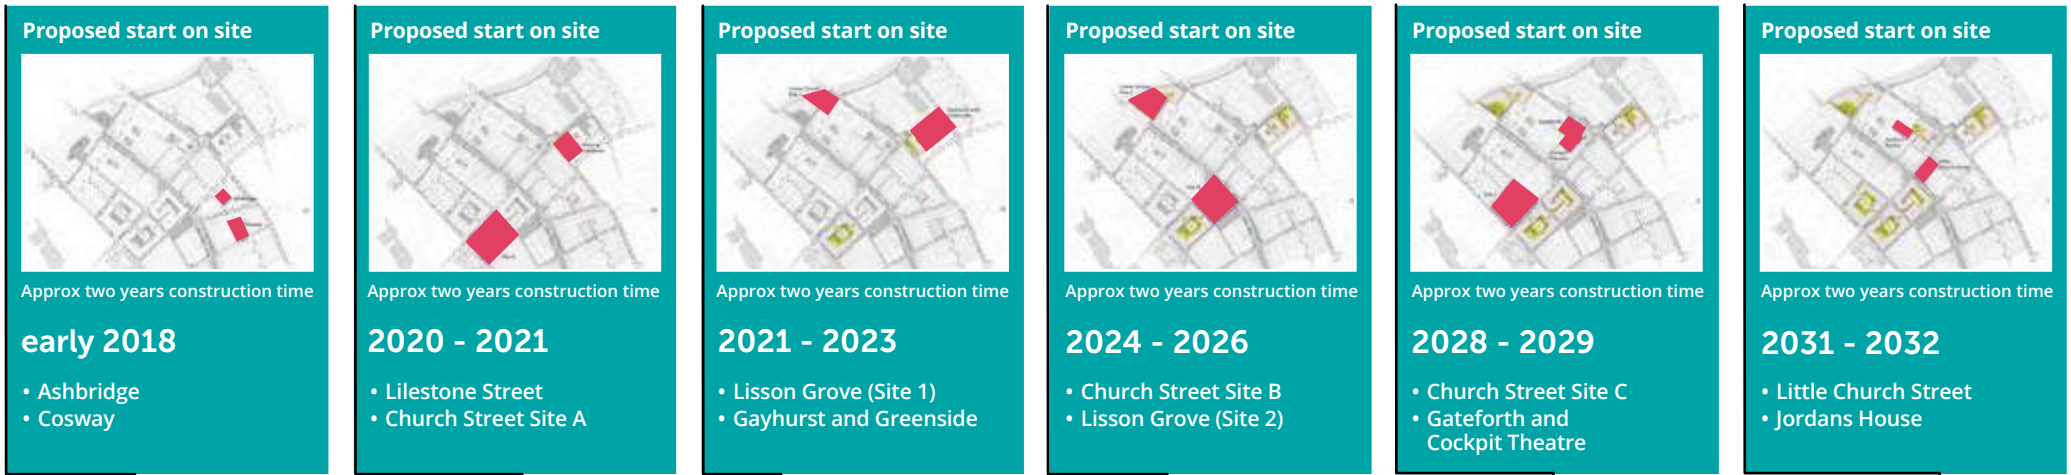 Proposed start on site
Approx two years construction time
early 2018
• Ashbridge
• Cosway
Proposed start on site
Approx two years construction time
2020 - 2021
• Lilestone Street
• Church Street Site A
Proposed start on site
Approx two years construction time
2021 - 2023
• Lisson Grove (Site 1)
• Gayhurst and Greenside
Proposed start on site
Approx two years construction time
2024 - 2026
• Church Street Site B
• Lisson Grove (Site 2)
Proposed start on site
Approx two years construction time
2028 - 2029
• Church Street Site C
• Gateforth and
Cockpit Theatre
Proposed start on site
Approx two years construction time
2031 - 2032
• Little Church Street
• Jordans House